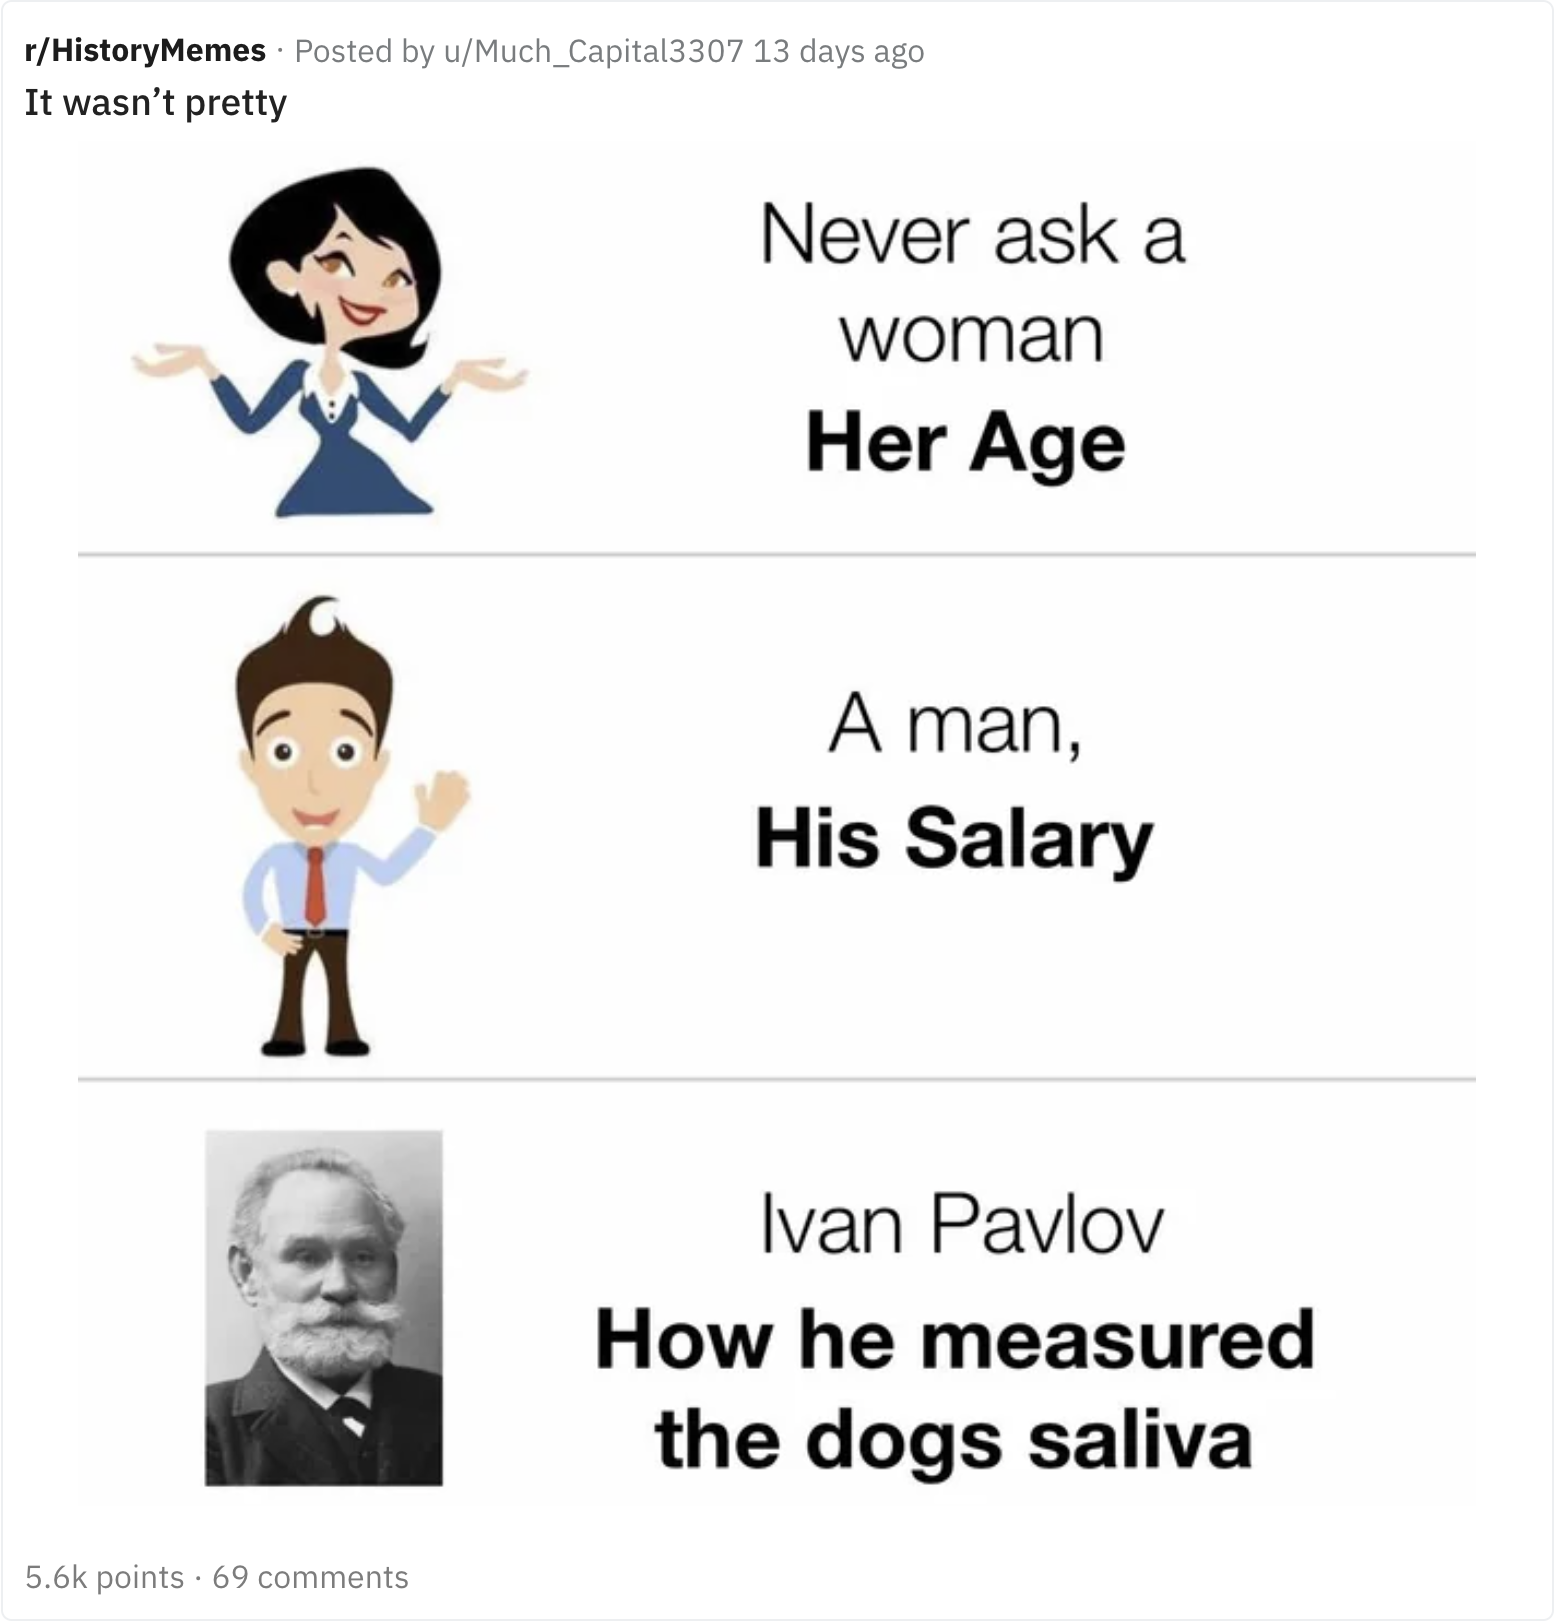 r/HistoryMemes · Posted by u/Much_Capital3307 13 days ago
It wasn’t pretty
Never ask a
woman
Her Age
A man,
His Salary
Ivan Pavlov
How he measured
the dogs saliva
5.6k points · 69 comments